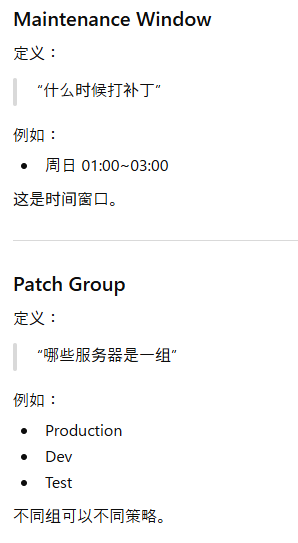 Maintenance Window
定义：
“什么时候打补丁”
例如：
• 周日 01:00~03:00
这是时间窗口。
Patch Group
定义：
“哪些服务器是一组”
例如：
• Production
• Dev
• Test
不同组可以不同策略。